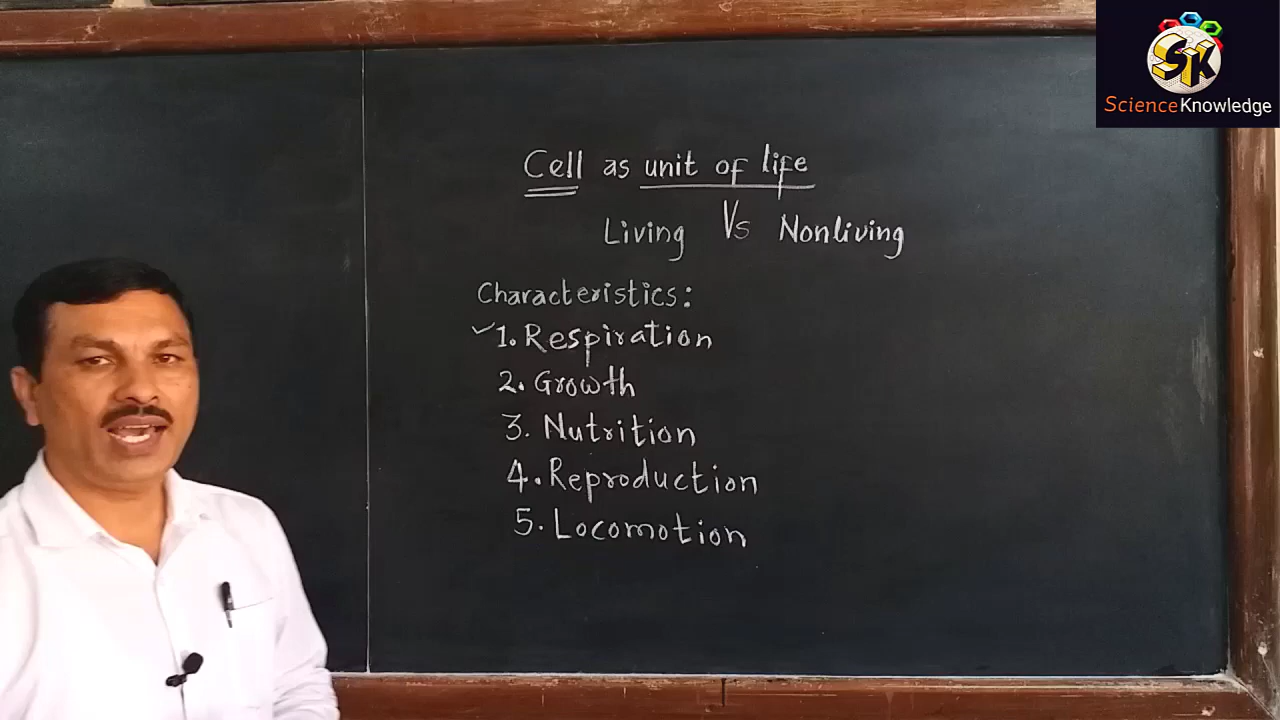 SK
ScienceKnowledge
Cell as unit of life
Living Vs Nonliving
Characteristics:
✓1. Respiration
2. Growth
3. Nutrition
4. Reproduction
5. Locomotion